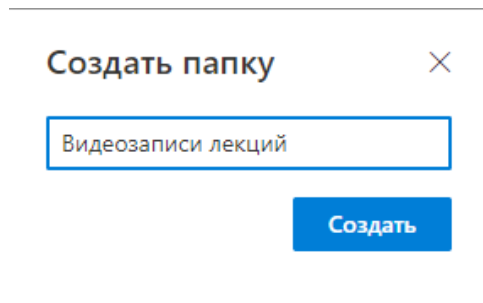 Создать папку
Видеозаписи лекций
Создать